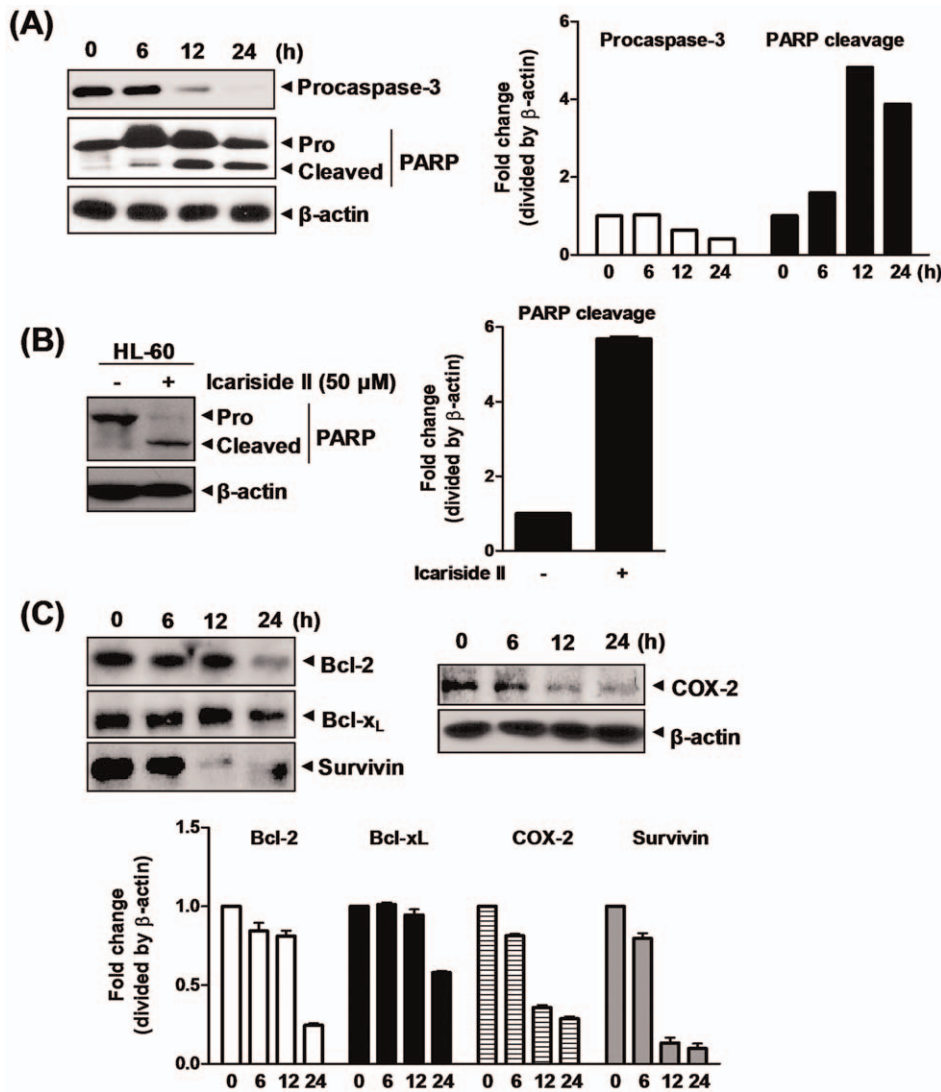 (A)
0 6 12 24 (h)
Procaspase-3
Pro
Cleaved
PARP
β-actin
Fold change
(divided by β-actin)
6
4
2
0
Procaspase-3 PARP cleavage
0 6 12 24 0 6 12 24 (h)
(B)
HL-60
- + Icariside II (50 µM)
Pro
Cleaved
PARP
β-actin
PARP cleavage
Fold change
(divided by β-actin)
6
4
2
0
Icariside II - +
(C)
0 6 12 24 (h)
Bcl-2
Bcl-xL
Survivin
0 6 12 24 (h)
COX-2
β-actin
Fold change
(divided by β-actin)
1.5
1.0
0.5
0.0
Bcl-2 Bcl-xL COX-2 Survivin
0 6 12 24 0 6 12 24 0 6 12 24 0 6 12 24